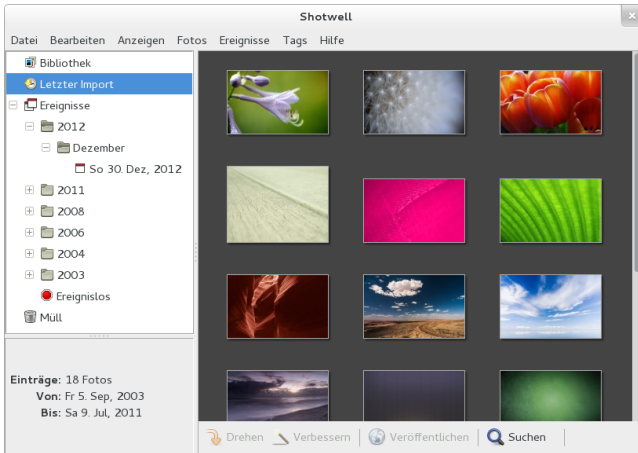 Shotwell
Datei Bearbeiten Anzeigen Fotos Ereignisse Tags Hilfe
Bibliothek
Letzter Import
Ereignisse
2012
Dezember
So 30. Dez, 2012
2011
2008
2006
2004
2003
Ereignislos
Müll
Einträge: 18 Fotos
Von: Fr 5. Sep, 2003
Bis: Sa 9. Jul, 2011
Drehen Verbessern Veröffentlichen Suchen